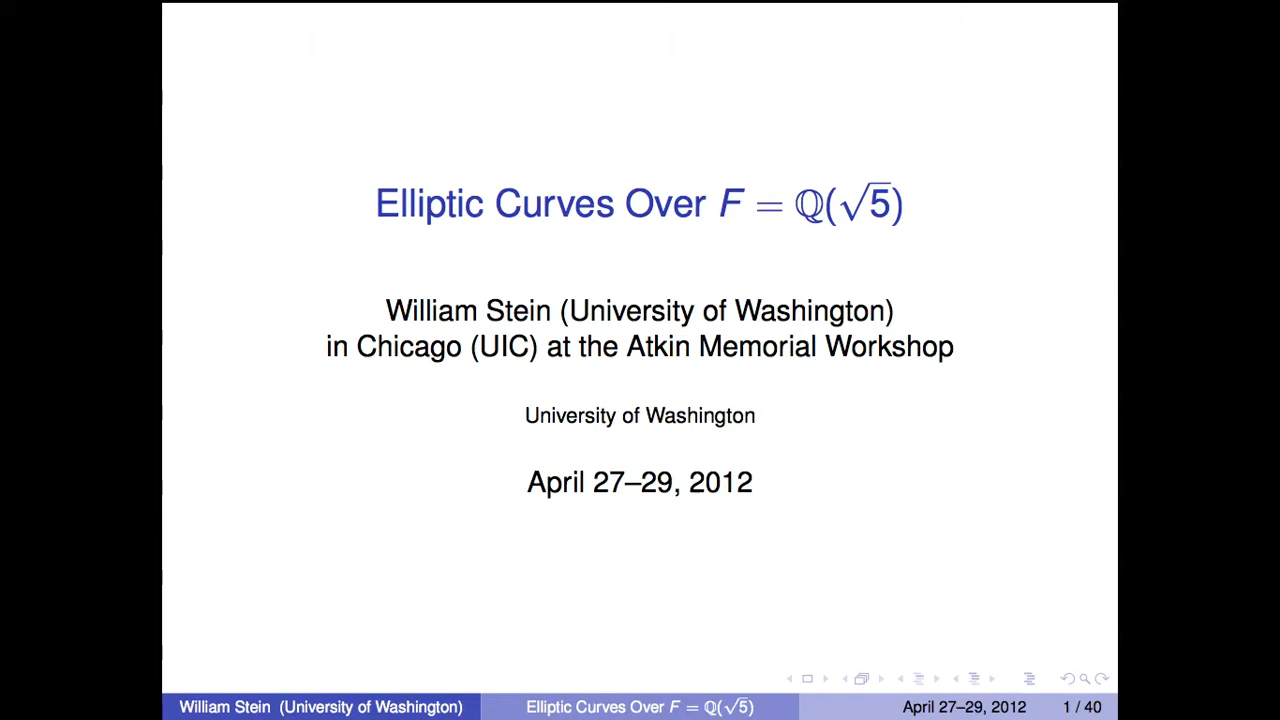 Elliptic Curves Over F = ℚ(√5)
William Stein (University of Washington)
in Chicago (UIC) at the Atkin Memorial Workshop
University of Washington
April 27–29, 2012
William Stein (University of Washington) Elliptic Curves Over F = ℚ(√5) April 27–29, 2012 1 / 40